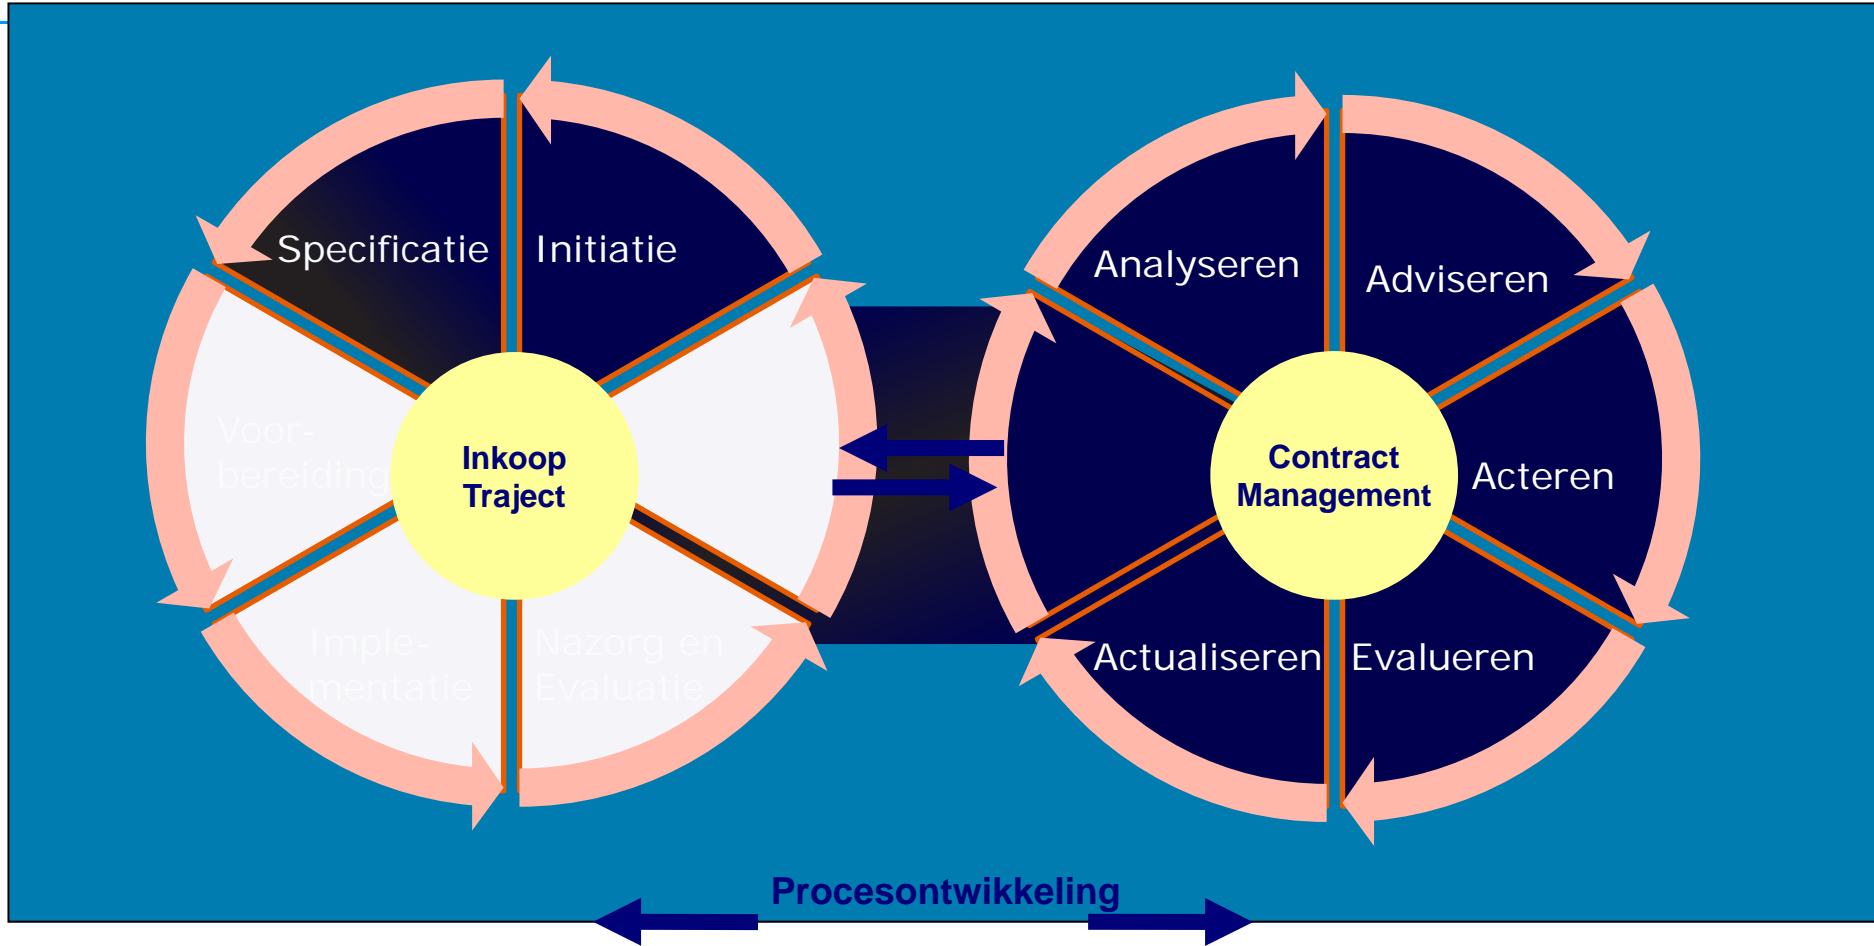 Specificatie
Initiatie
Voor-
bereiding
Inkoop
Traject
Imple-
mentatie
Nazorg en
Evaluatie
Analyseren
Adviseren
Contract
Management
Acteren
Actualiseren
Evalueren
Procesontwikkeling